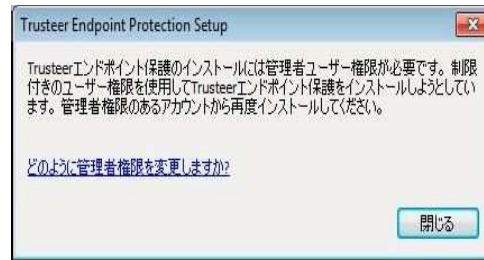 Trusteer Endpoint Protection Setup
Trusteerエンドポイント保護のインストールには管理者ユーザー権限が必要です。制限
付きのユーザー権限を使用してTrusteerエンドポイント保護をインストールしようとしてい
ます。管理者権限のあるアカウントから再度インストールしてください。
どのように管理者権限を変更しますか?
閉じる